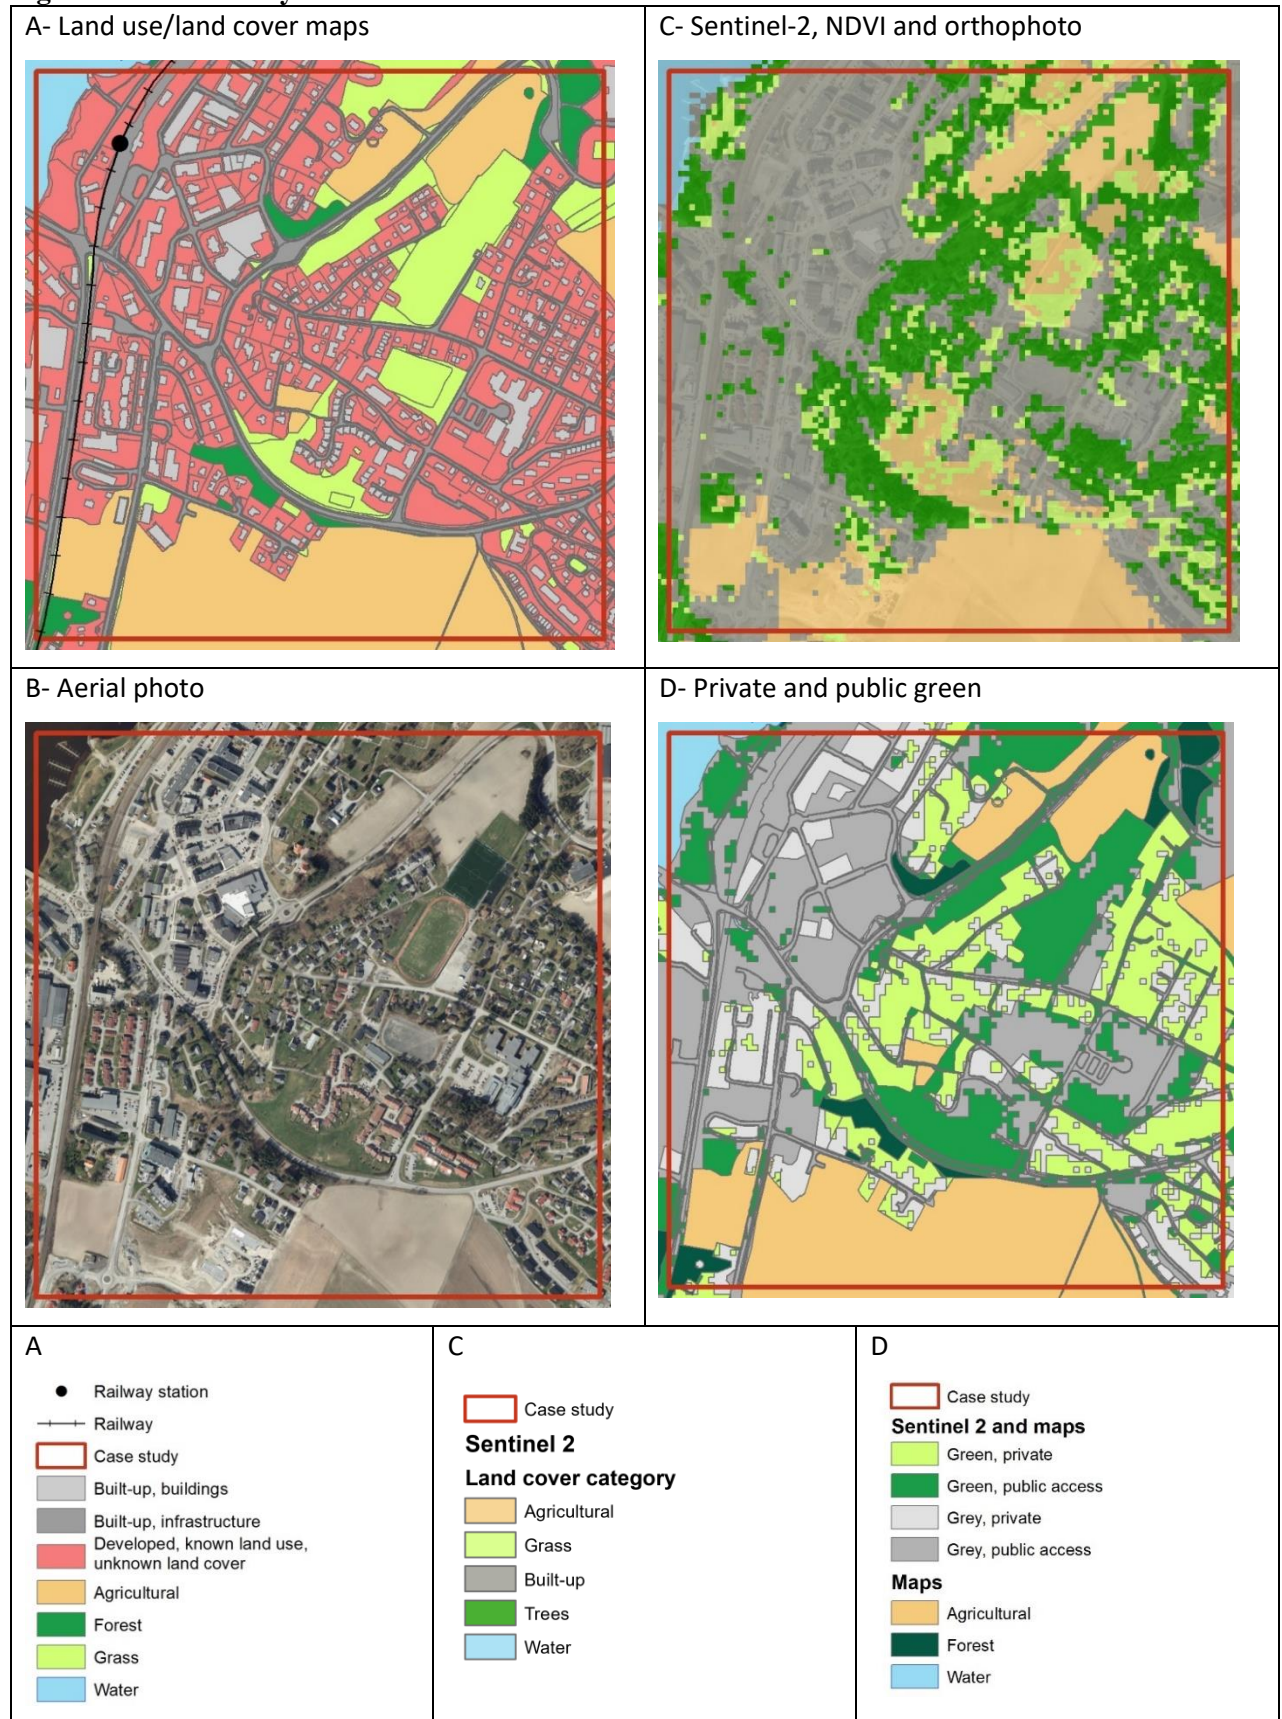 A- Land use/land cover maps
C- Sentinel-2, NDVI and orthophoto
B- Aerial photo
D- Private and public green
A
Railway station
Railway
Case study
Built-up, buildings
Built-up, infrastructure
Developed, known land use,
unknown land cover
Agricultural
Forest
Grass
Water
C
Case study
Sentinel 2
Land cover category
Agricultural
Grass
Built-up
Trees
Water
D
Case study
Sentinel 2 and maps
Green, private
Green, public access
Grey, private
Grey, public access
Maps
Agricultural
Forest
Water